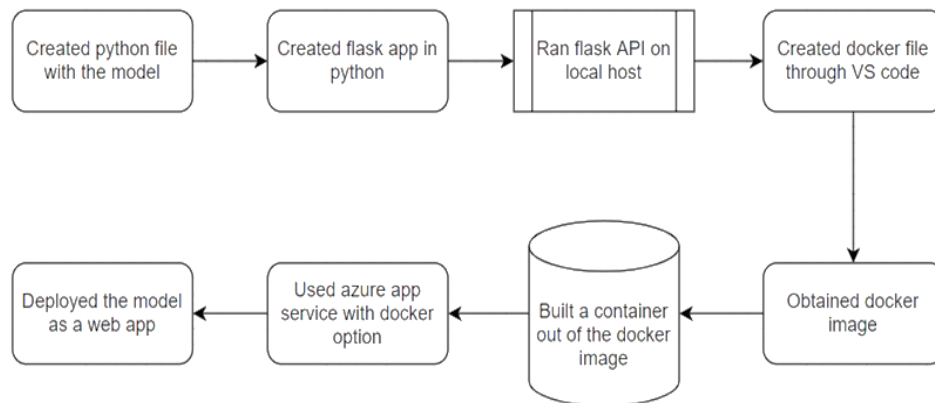 Created python file
with the model
Created flask app in
python
Ran flask API on
local host
Created docker file
through VS code
Obtained docker
image
Built a container
out of the docker
image
Used azure app
service with docker
option
Deployed the model
as a web app